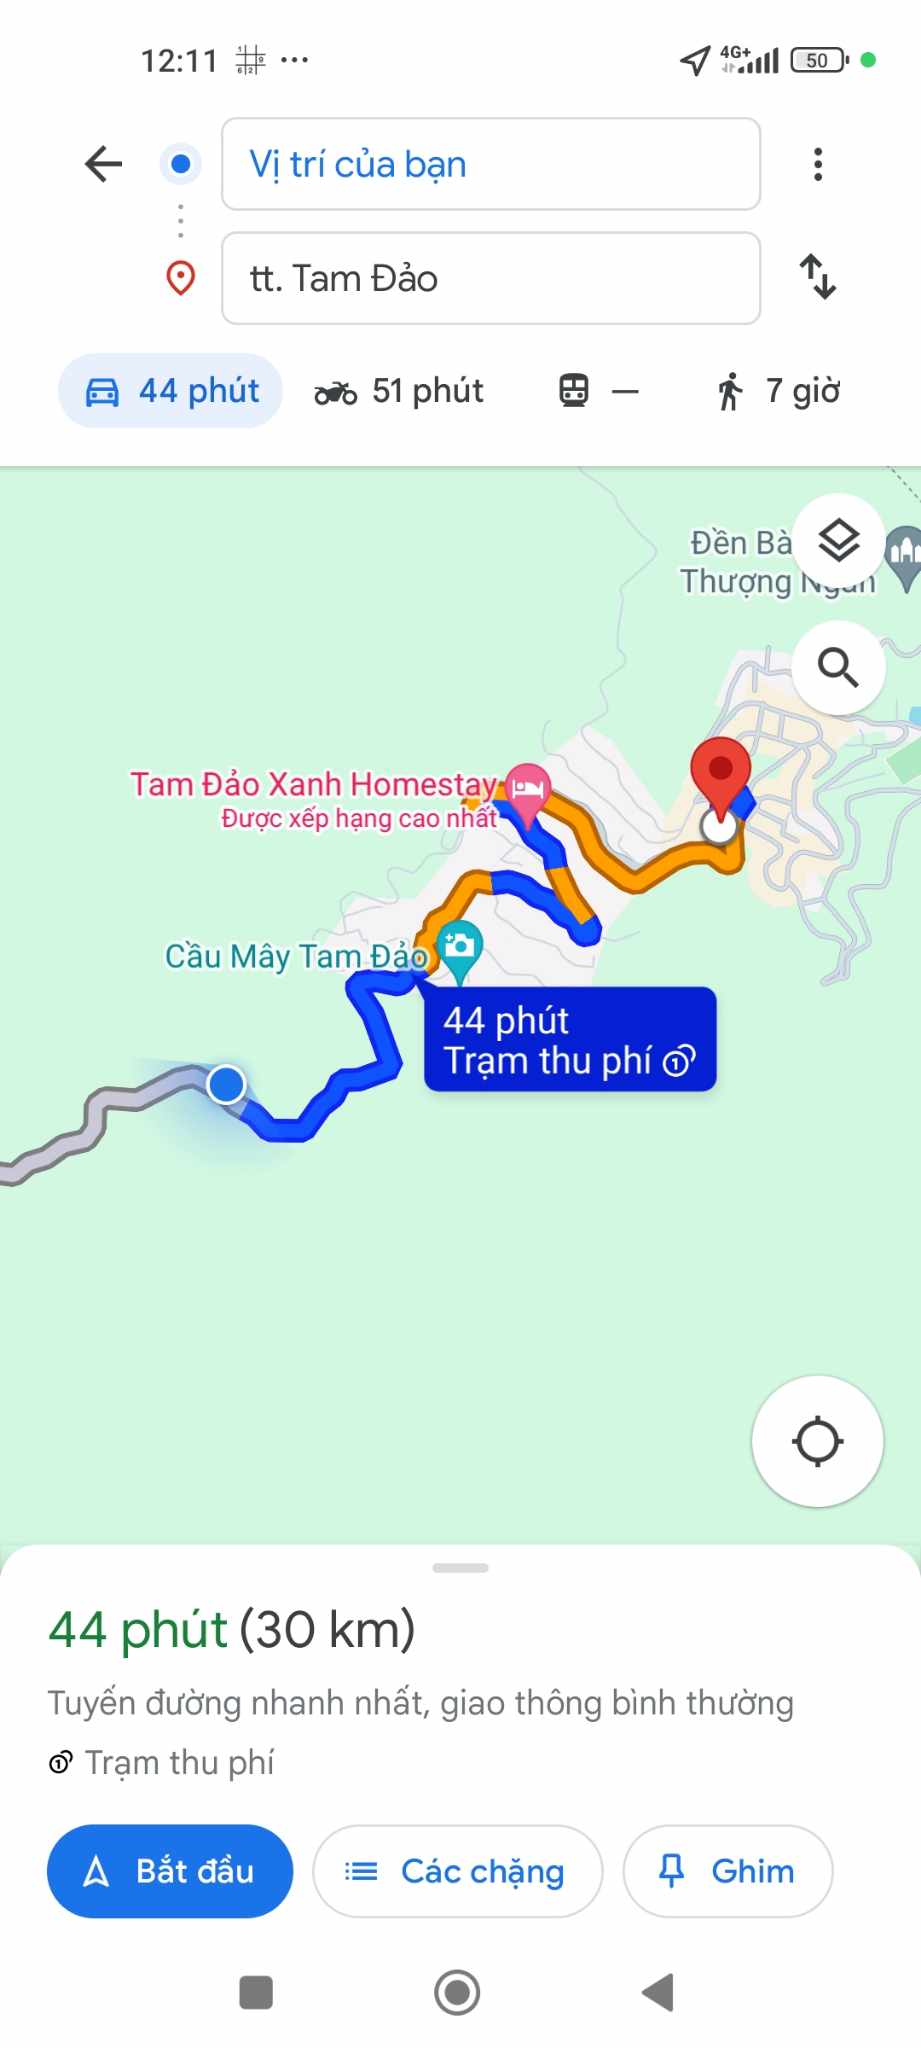 12:11
4G+
50
Vị trí của bạn
tt. Tam Đảo
44 phút
51 phút
—
7 giờ
Đền Bà
Thượng Ngàn
Tam Đảo Xanh Homestay
Được xếp hạng cao nhất
Cầu Mây Tam Đảo
44 phút
Trạm thu phí
44 phút (30 km)
Tuyến đường nhanh nhất, giao thông bình thường
Trạm thu phí
Bắt đầu
Các chặng
Ghim